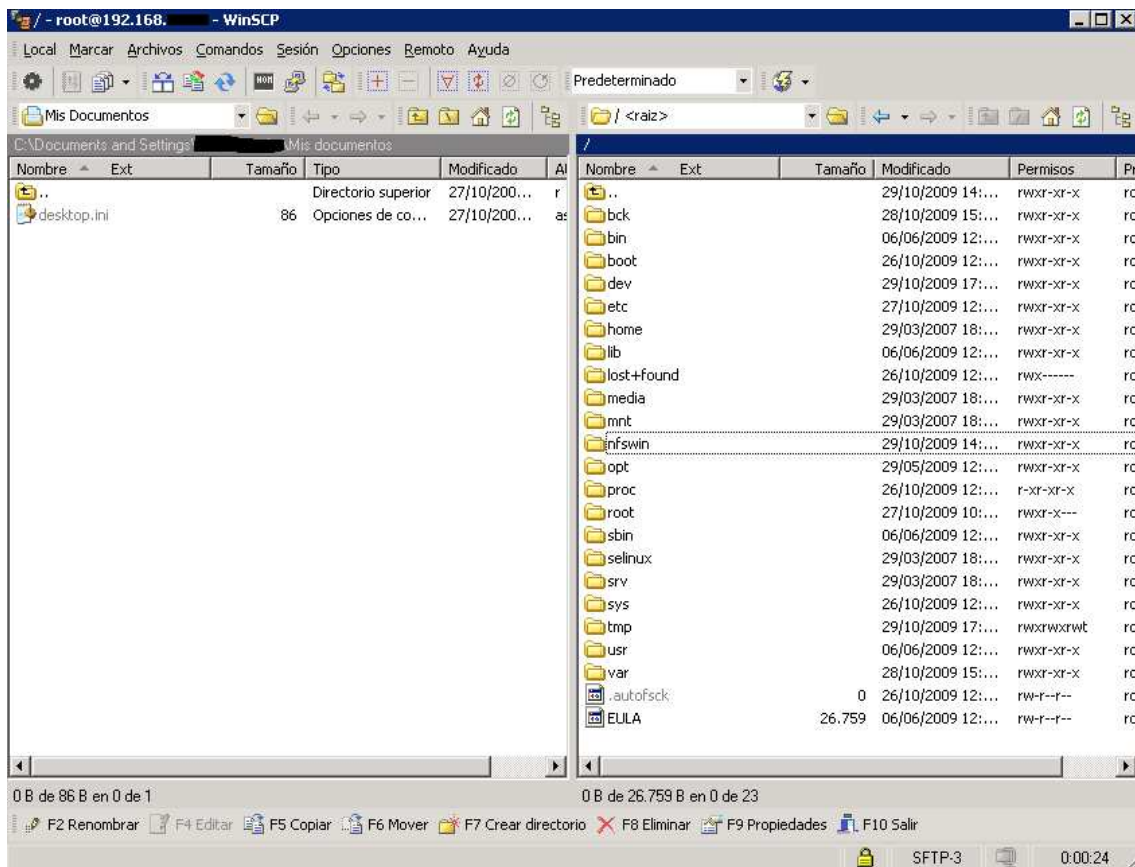 / - root@192.168. - WinSCP
Local Marcar Archivos Comandos Sesión Opciones Remoto Ayuda
Predeterminado
Mis Documentos
/ <raiz>
C:\Documents and Settings\ \Mis documentos
/
Nombre Ext Tamaño Tipo Modificado
Nombre Ext Tamaño Modificado Permisos
.. Directorio superior 27/10/200... r
.. 29/10/2009 14:... rwxr-xr-x
desktop.ini 86 Opciones de co... 27/10/200...
bck 28/10/2009 15:... rwxr-xr-x
bin 06/06/2009 12:... rwxr-xr-x
boot 26/10/2009 12:... rwxr-xr-x
dev 29/10/2009 17:... rwxr-xr-x
etc 27/10/2009 12:... rwxr-xr-x
home 29/03/2007 18:... rwxr-xr-x
lib 06/06/2009 12:... rwxr-xr-x
lost+found 26/10/2009 12:... rwx------
media 29/03/2007 18:... rwxr-xr-x
mnt 29/03/2007 18:... rwxr-xr-x
nfswin 29/10/2009 14:... rwxr-xr-x
opt 29/05/2009 12:... rwxr-xr-x
proc 26/10/2009 12:... r-xr-xr-x
root 27/10/2009 10:... rwxr-x---
sbin 06/06/2009 12:... rwxr-xr-x
selinux 29/03/2007 18:... rwxr-xr-x
srv 29/03/2007 18:... rwxr-xr-x
sys 26/10/2009 12:... rwxr-xr-x
tmp 29/10/2009 17:... rwxrwxrwt
usr 06/06/2009 12:... rwxr-xr-x
var 28/10/2009 15:... rwxr-xr-x
.autofsck 0 26/10/2009 12:... rw-r--r--
EULA 26.759 06/06/2009 12:... rw-r--r--
0 B de 86 B en 0 de 1
0 B de 26.759 B en 0 de 23
F2 Renombrar F4 Editar F5 Copiar F6 Mover F7 Crear directorio F8 Eliminar F9 Propiedades F10 Salir
SFTP-3 0:00:24